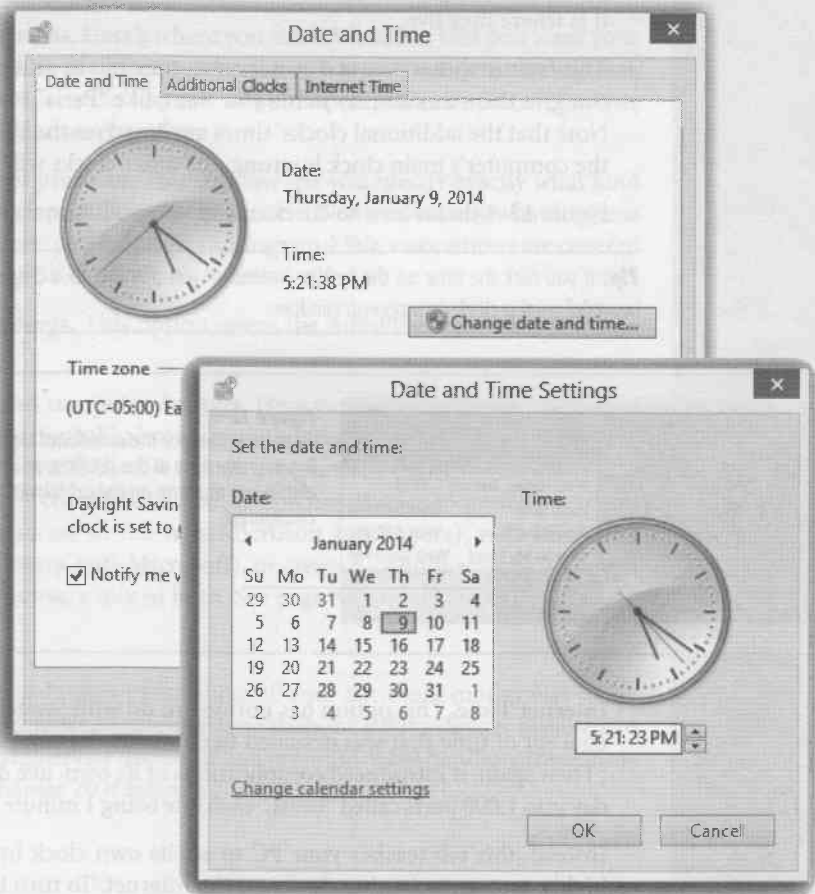 Date and Time
Date and Time
Additional Clocks
Internet Time
Date:
Thursday, January 9, 2014
Time:
5:21:38 PM
Change date and time...
Time zone
(UTC-05:00) Ea
Daylight Savin
clock is set to
Notify me w
Date and Time Settings
Set the date and time:
Date:
Time:
January 2014
Su Mo Tu We Th Fr Sa
29 30 31 1 2 3 4
5 6 7 8 9 10 11
12 13 14 15 16 17 18
19 20 21 22 23 24 25
26 27 28 29 30 31 1
2 3 4 5 6 7 8
5:21:23 PM
Change calendar settings
OK
Cancel